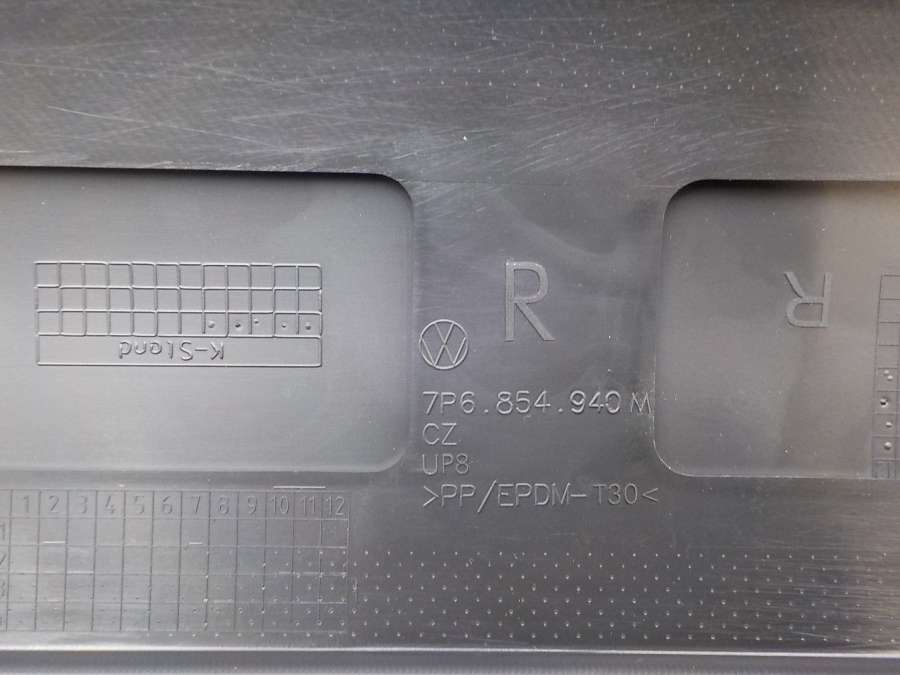 R
R
K-Stand
7P6.854.940 M
CZ
UP8
>PP/EPDM-T30<
1 2 3 4 5 6 7 8 9 10 11 12